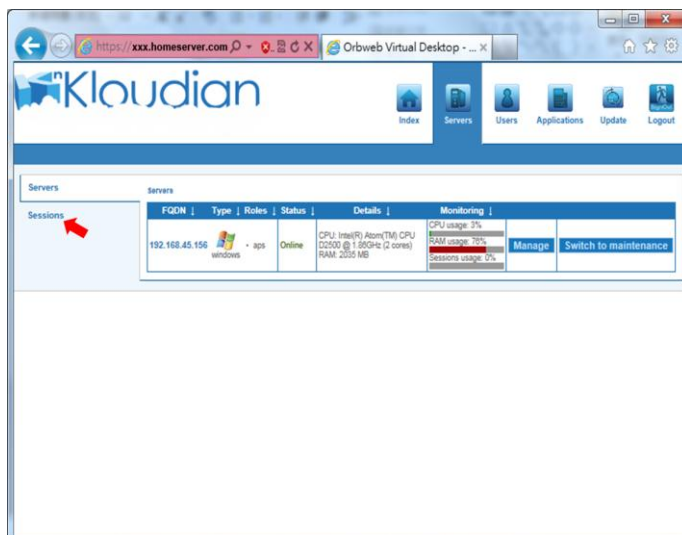 https://xxx.homeserver.com
Orbweb Virtual Desktop - ...
nKloudian
Index Servers Users Applications Update Logout
Servers
Sessions
Servers
FQDN ↓ Type ↓ Roles ↓ Status ↓ Details ↓ Monitoring ↓
192.168.45.156 windows - aps Online
CPU: Intel(R) Atom(TM) CPU
D2500 @ 1.86GHz (2 cores)
RAM: 2035 MB
CPU usage: 3%
RAM usage: 76%
Sessions usage: 0%
Manage Switch to maintenance